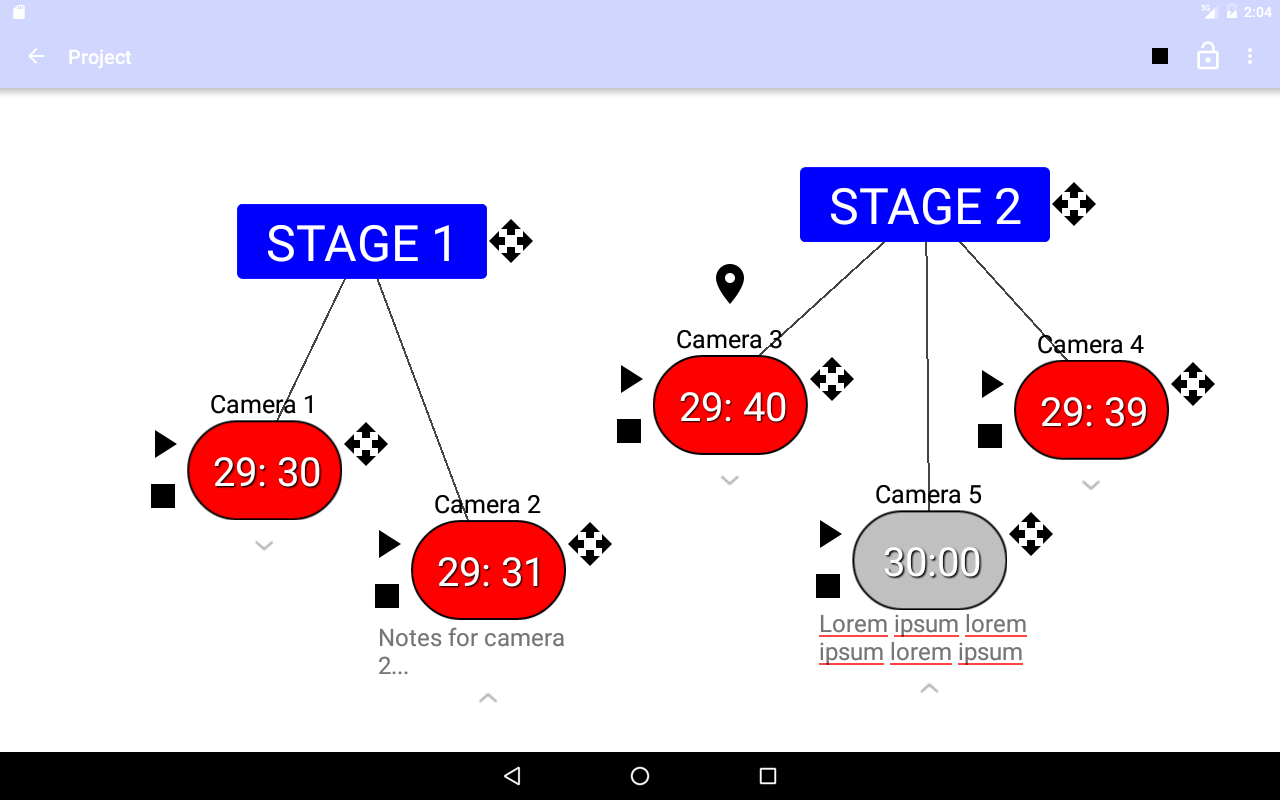 3G 2:04
Project
STAGE 1
STAGE 2
Camera 3
29: 40
Camera 4
29: 39
Camera 1
29: 30
Camera 2
29: 31
Notes for camera
2...
Camera 5
30:00
Lorem ipsum lorem
ipsum lorem ipsum